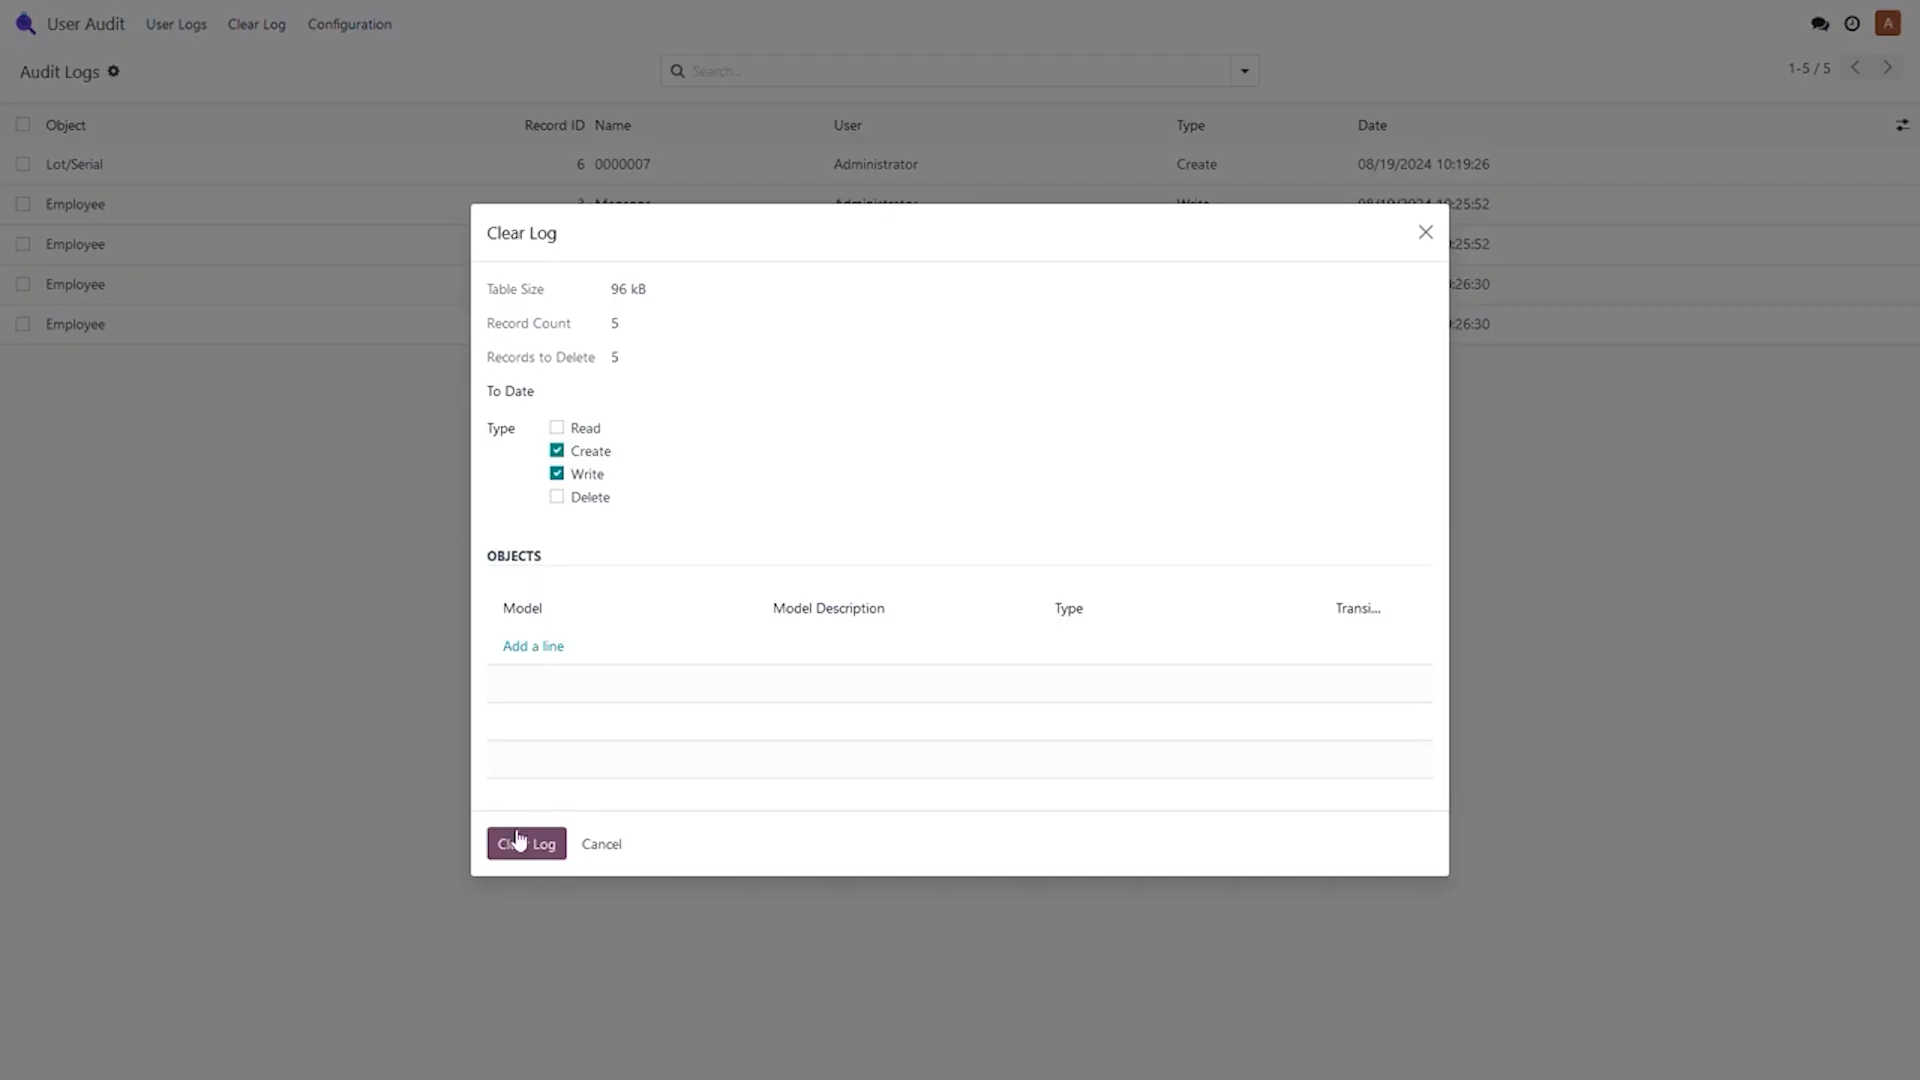 User Audit User Logs Clear Log Configuration A
Audit Logs Search... 1-5 / 5
Object Record ID Name User Type Date
Lot/Serial 6 0000007 Administrator Create 08/19/2024 10:19:26
Employee :25:52
Employee :25:52
Employee :26:30
Employee :26:30
Clear Log
Table Size 96 kB
Record Count 5
Records to Delete 5
To Date
Type Read
Create
Write
Delete
OBJECTS
Model Model Description Type Transi...
Add a line
Log Cancel